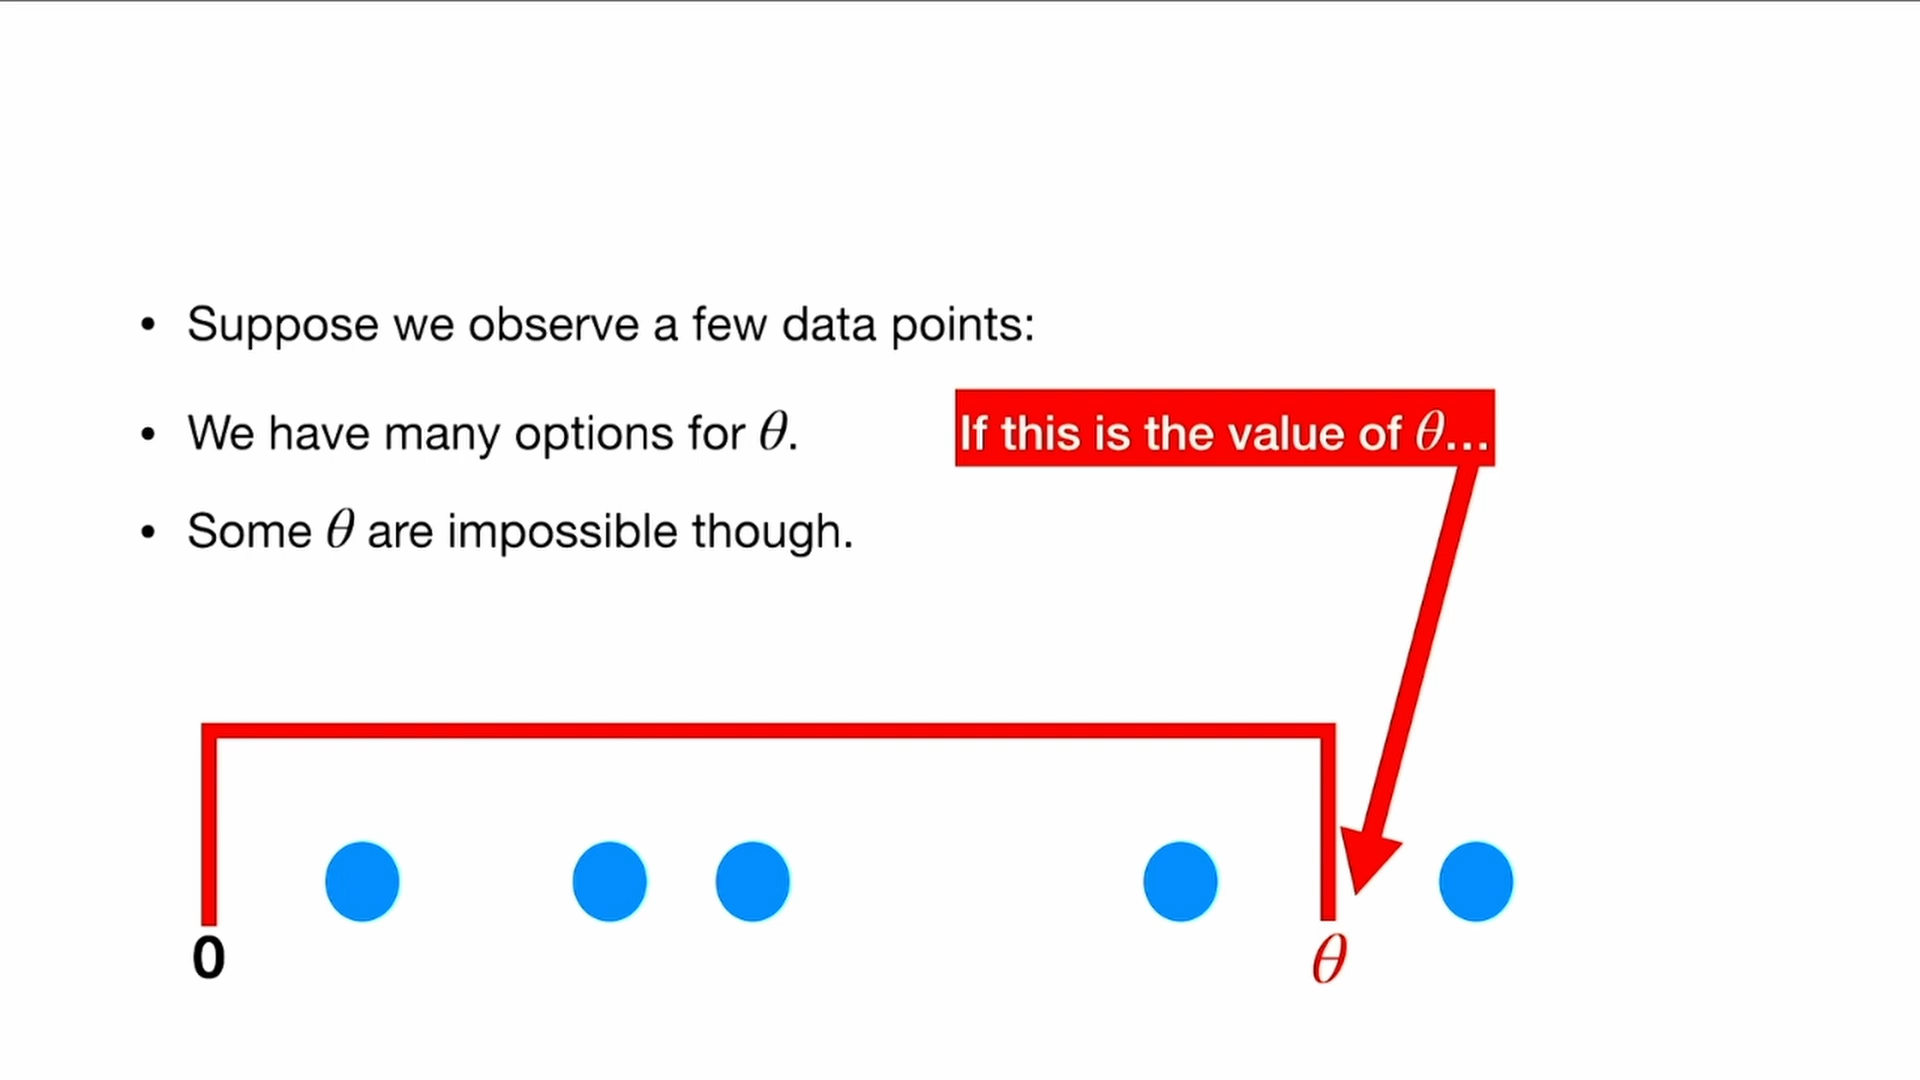 • Suppose we observe a few data points:
• We have many options for θ.
If this is the value of θ...
• Some θ are impossible though.
0
θ